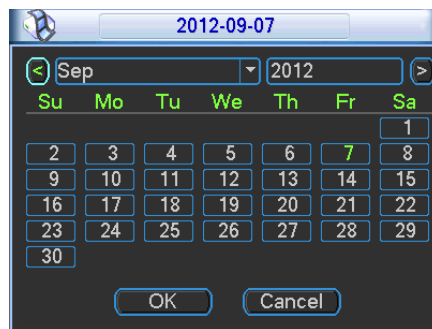 2012-09-07
< Sep 2012 >
Su Mo Tu We Th Fr Sa
1
2 3 4 5 6 7 8
9 10 11 12 13 14 15
16 17 18 19 20 21 22
23 24 25 26 27 28 29
30
OK Cancel